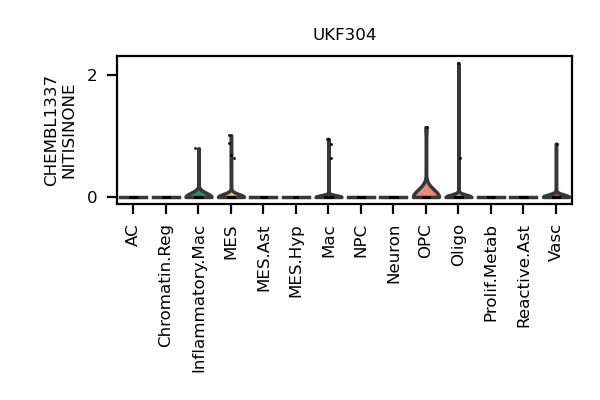 UKF304
CHEMBL1337
NITISINONE
2
0
AC
Chromatin.Reg
Inflammatory.Mac
MES
MES.Ast
MES.Hyp
Mac
NPC
Neuron
OPC
Oligo
Prolif.Metab
Reactive.Ast
Vasc